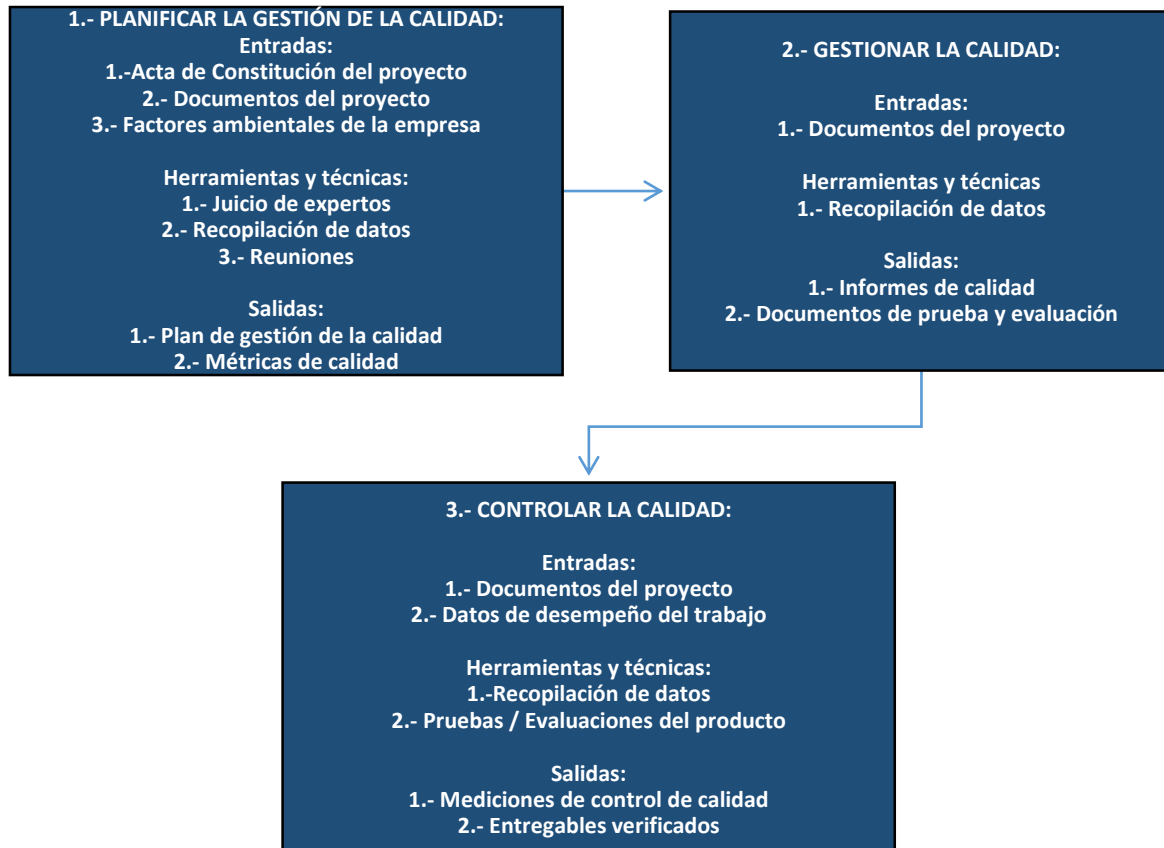 1.- PLANIFICAR LA GESTIÓN DE LA CALIDAD:
Entradas:
1.-Acta de Constitución del proyecto
2.- Documentos del proyecto
3.- Factores ambientales de la empresa
Herramientas y técnicas:
1.- Juicio de expertos
2.- Recopilación de datos
3.- Reuniones
Salidas:
1.- Plan de gestión de la calidad
2.- Métricas de calidad
2.- GESTIONAR LA CALIDAD:
Entradas:
1.- Documentos del proyecto
Herramientas y técnicas
1.- Recopilación de datos
Salidas:
1.- Informes de calidad
2.- Documentos de prueba y evaluación
3.- CONTROLAR LA CALIDAD:
Entradas:
1.- Documentos del proyecto
2.- Datos de desempeño del trabajo
Herramientas y técnicas:
1.-Recopilación de datos
2.- Pruebas / Evaluaciones del producto
Salidas:
1.- Mediciones de control de calidad
2.- Entregables verificados